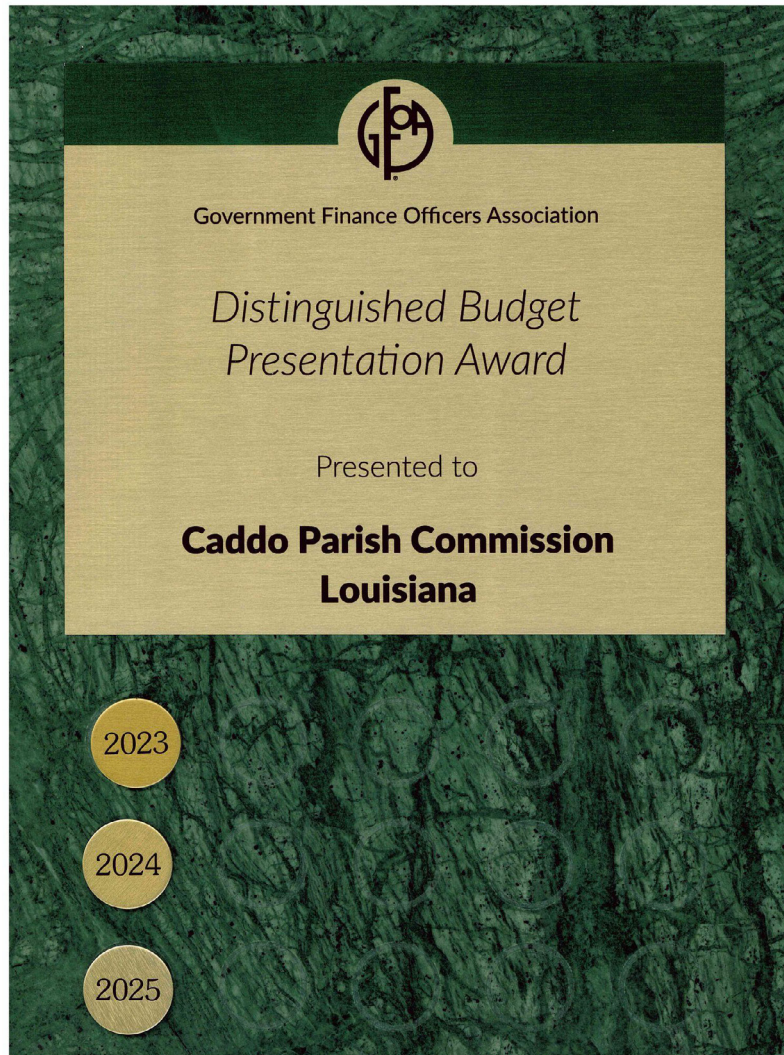 GFOA
Government Finance Officers Association
Distinguished Budget
Presentation Award
Presented to
Caddo Parish Commission
Louisiana
2023
2024
2025